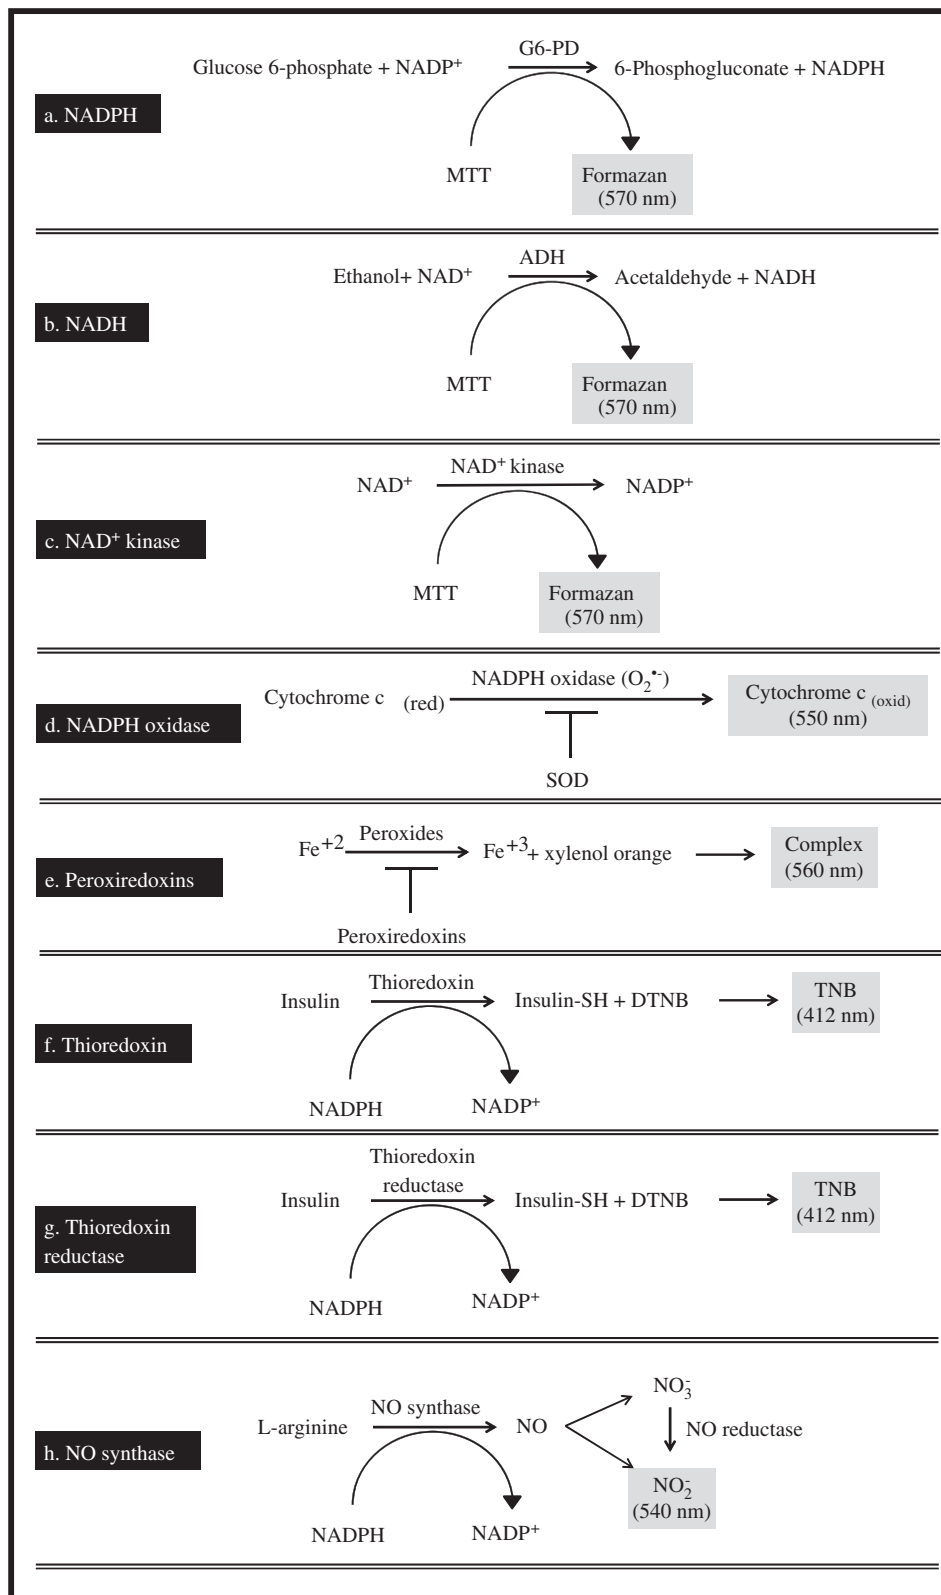 a. NADPH
G6-PD
Glucose 6-phosphate + NADP⁺ 6-Phosphogluconate + NADPH
MTT
Formazan
(570 nm)
b. NADH
ADH
Ethanol+ NAD⁺ Acetaldehyde + NADH
MTT
Formazan
(570 nm)
c. NAD⁺ kinase
NAD⁺ kinase
NAD⁺ NADP⁺
MTT
Formazan
(570 nm)
d. NADPH oxidase
NADPH oxidase (O₂•⁻)
Cytochrome c (red)
Cytochrome c (oxid)
(550 nm)
SOD
e. Peroxiredoxins
Peroxides
Fe⁺² Fe⁺³+ xylenol orange
Complex
(560 nm)
Peroxiredoxins
f. Thioredoxin
Thioredoxin
Insulin Insulin-SH + DTNB
TNB
(412 nm)
NADPH NADP⁺
g. Thioredoxin
reductase
Thioredoxin
reductase
Insulin Insulin-SH + DTNB
TNB
(412 nm)
NADPH NADP⁺
h. NO synthase
NO synthase
L-arginine NO
NO₃⁻
NO reductase
NO₂⁻
(540 nm)
NADPH NADP⁺